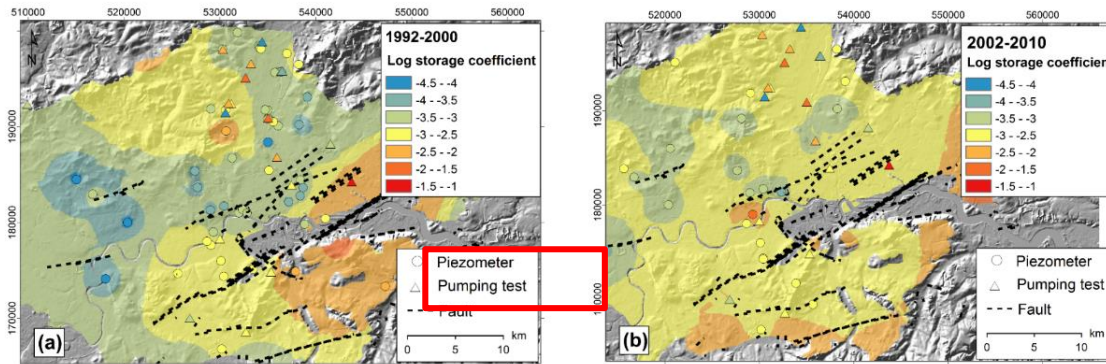 520000 530000 540000 550000 560000
1992-2000
Log storage coefficient
-4.5 - -4
-4 - -3.5
-3.5 - -3
-3 - -2.5
-2.5 - -2
-2 - -1.5
-1.5 - -1
190000
180000
170000
N
Piezometer
Pumping test
Fault
km
0 5 10
(a)
520000 530000 540000 550000 560000
2002-2010
Log storage coefficient
-4.5 - -4
-4 - -3.5
-3.5 - -3
-3 - -2.5
-2.5 - -2
-2 - -1.5
-1.5 - -1
190000
180000
N
Piezometer
Pumping test
Fault
km
0 5 10
(b)